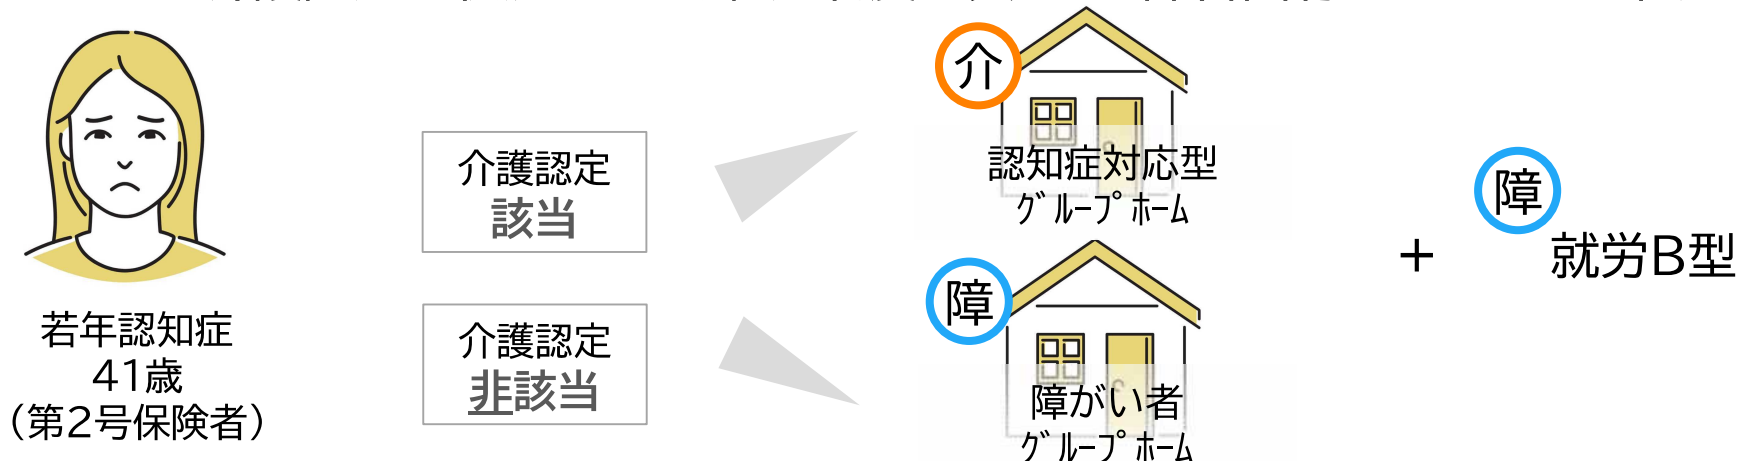 若年認知症
41歳
（第2号保険者）
介護認定
該当
介護認定
非該当
介
認知症対応型
ｸﾞﾙｰﾌﾟﾎｰﾑ
障
障がい者
ｸﾞﾙｰﾌﾟﾎｰﾑ
+
障
就労B型